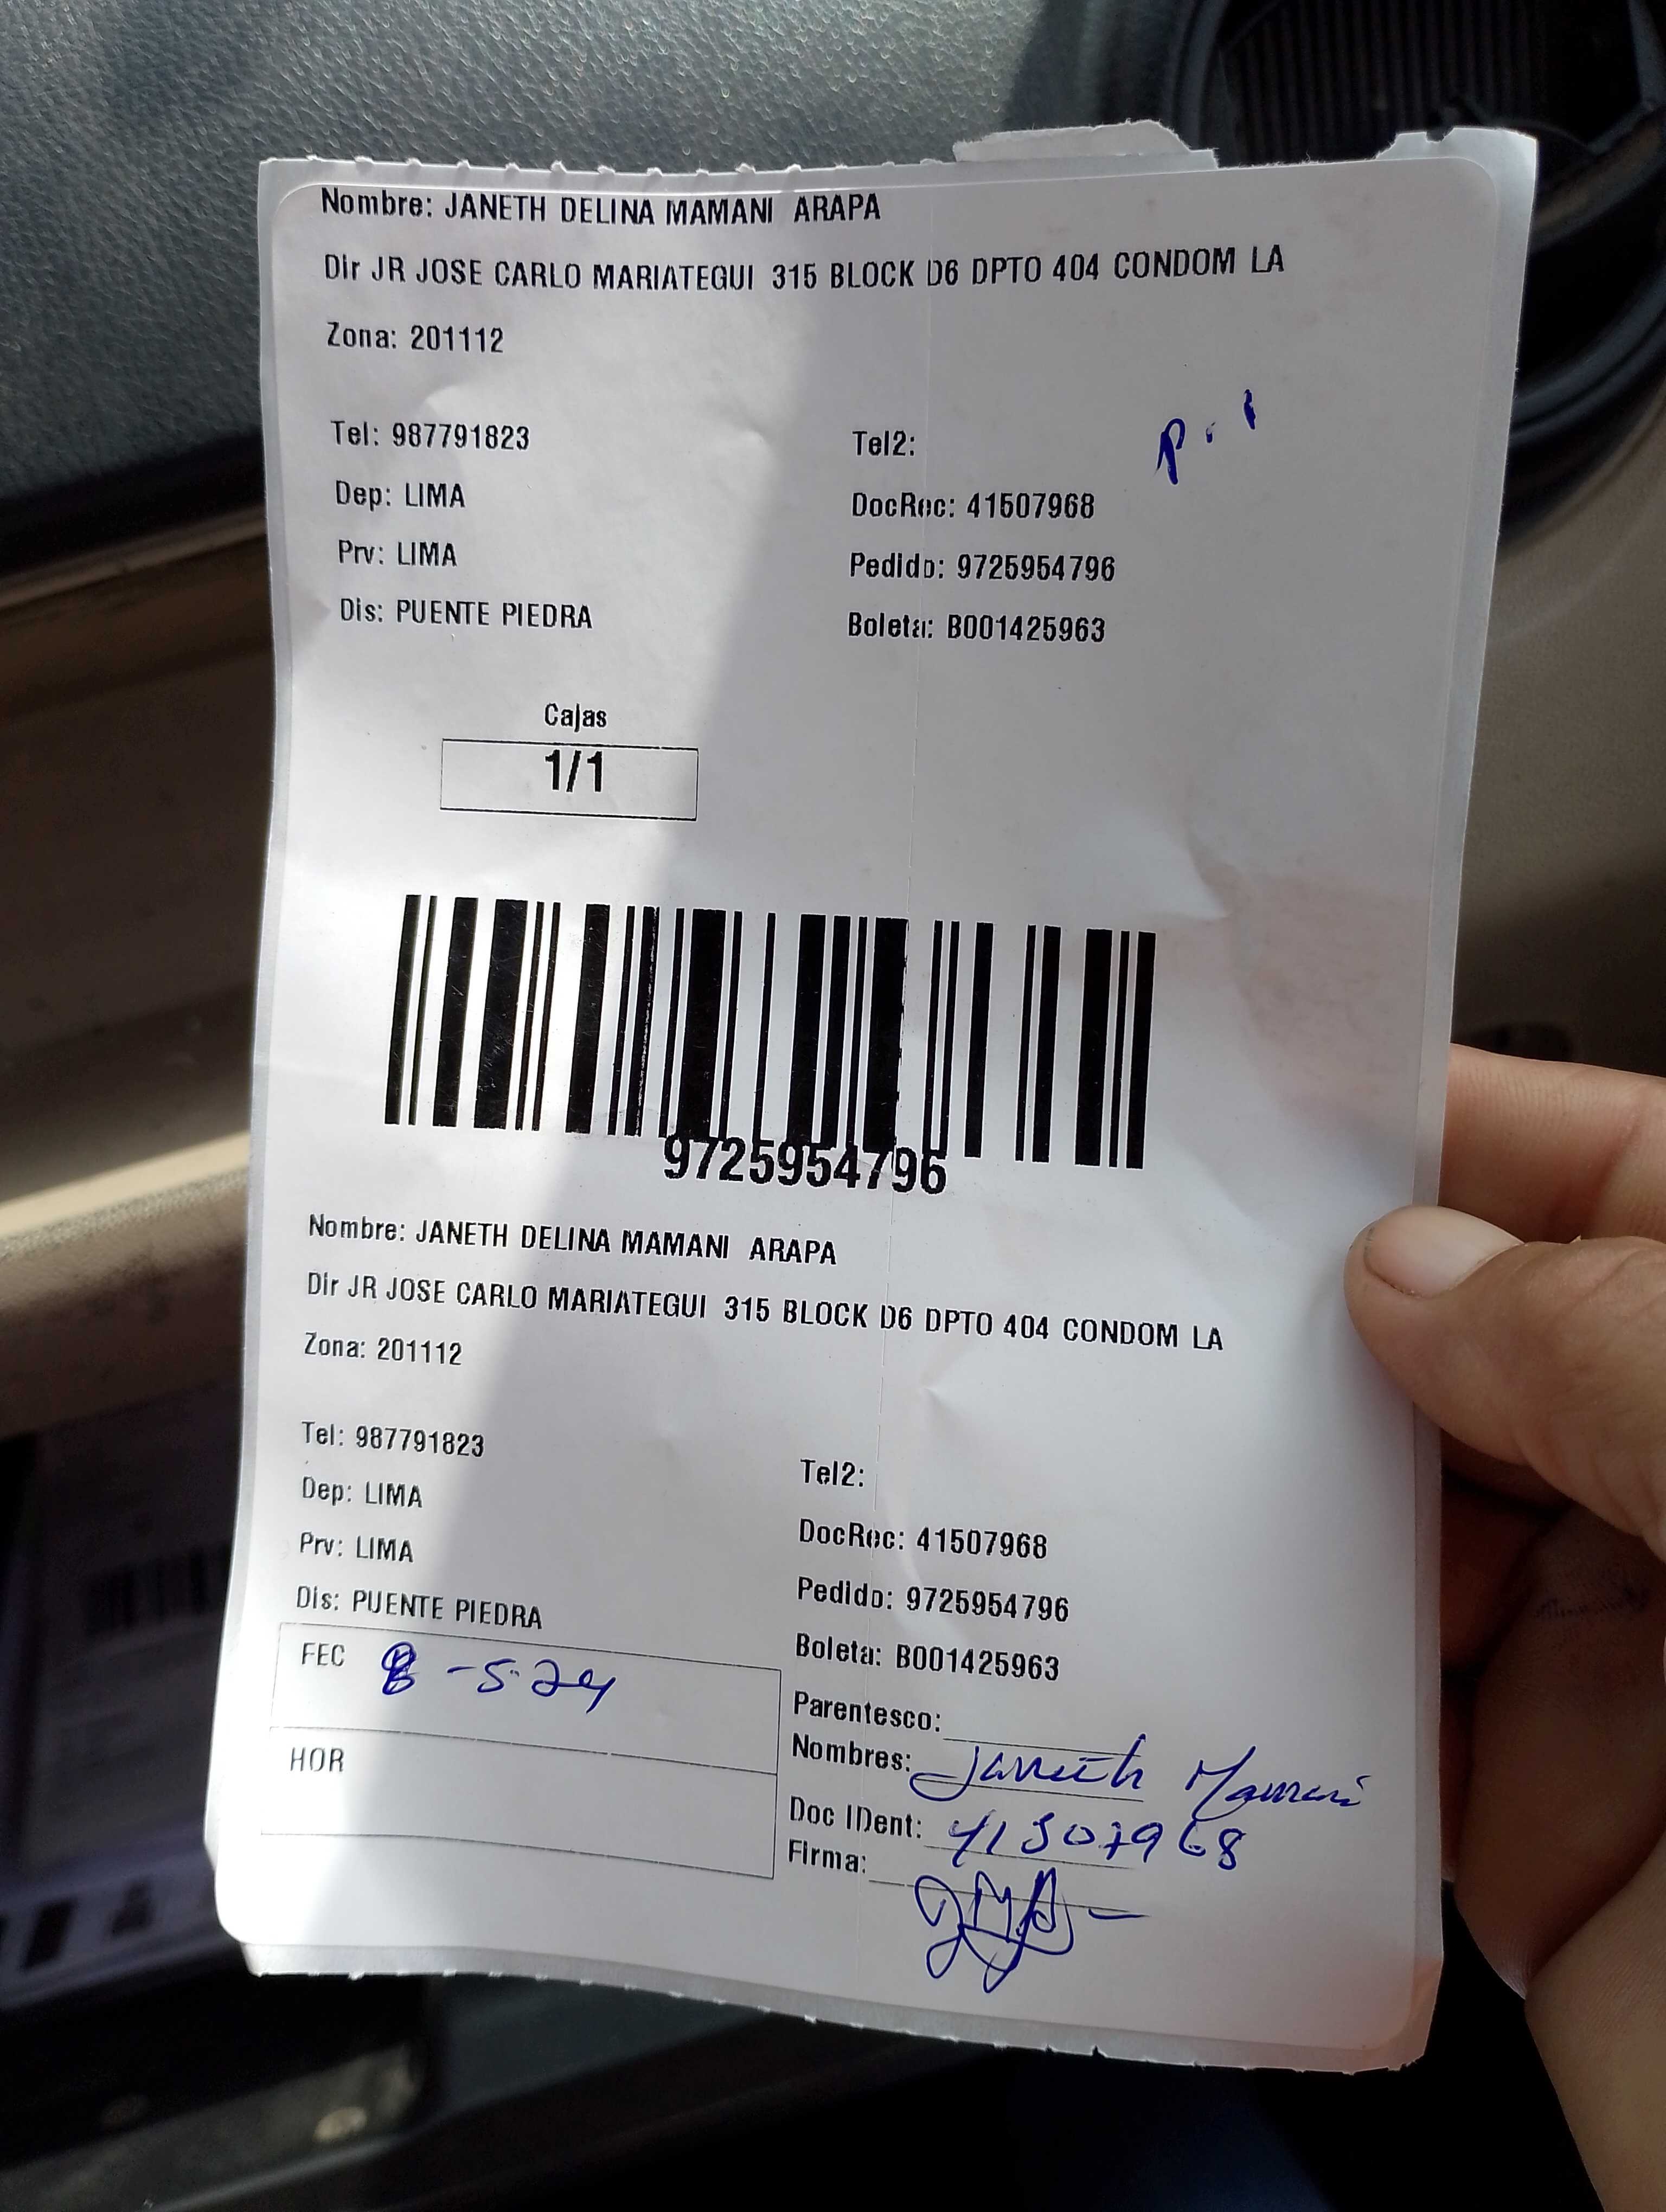 Nombre: JANETH DELINA MAMANI ARAPA
Dir JR JOSE CARLO MARIATEGUI 315 BLOCK D6 DPTO 404 CONDOM LA
Zona: 201112
Tel: 987791823 Tel2:
Dep: LIMA DocRec: 41507968
Prv: LIMA Pedido: 9725954796
Dis: PUENTE PIEDRA Boleta: B001425963
Cajas
1/1
9725954796
Nombre: JANETH DELINA MAMANI ARAPA
Dir JR JOSE CARLO MARIATEGUI 315 BLOCK D6 DPTO 404 CONDOM LA
Zona: 201112
Tel: 987791823 Tel2:
Dep: LIMA DocRec: 41507968
Prv: LIMA Pedido: 9725954796
Dis: PUENTE PIEDRA Boleta: B001425963
FEC 8-5-24
HOR
Parentesco:
Nombres: Janeth Mamani
Doc IDent: 41507968
Firma: